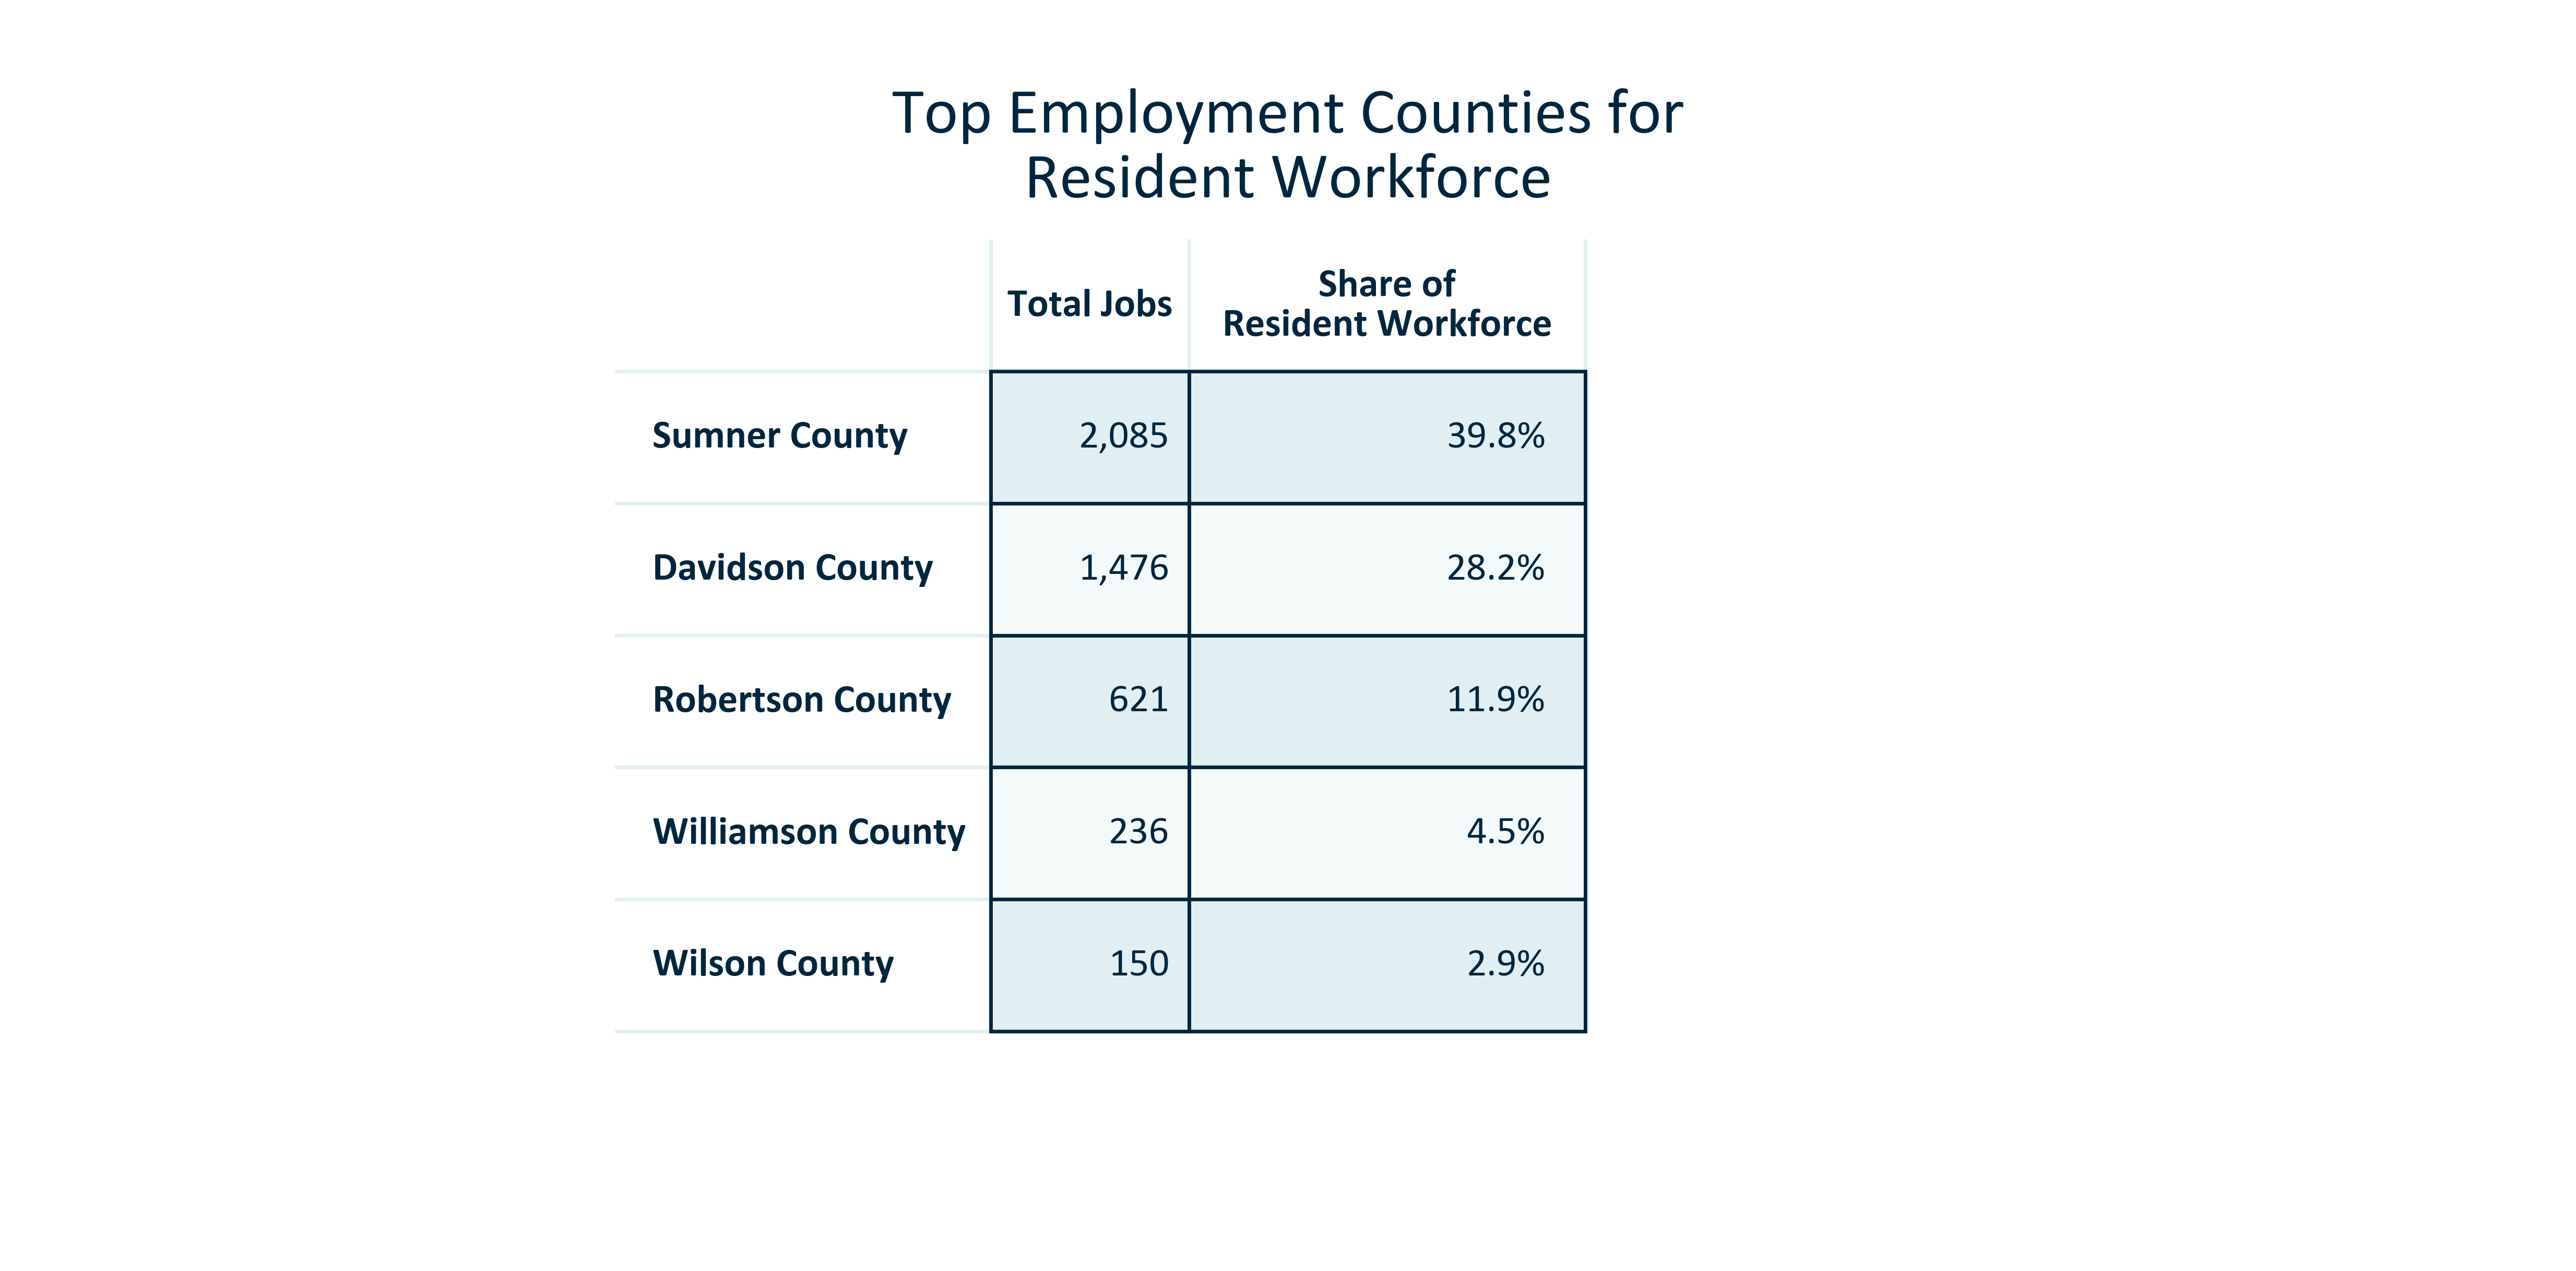 Top Employment Counties for
Resident Workforce
Total Jobs
Share of
Resident Workforce
Sumner County 2,085 39.8%
Davidson County 1,476 28.2%
Robertson County 621 11.9%
Williamson County 236 4.5%
Wilson County 150 2.9%